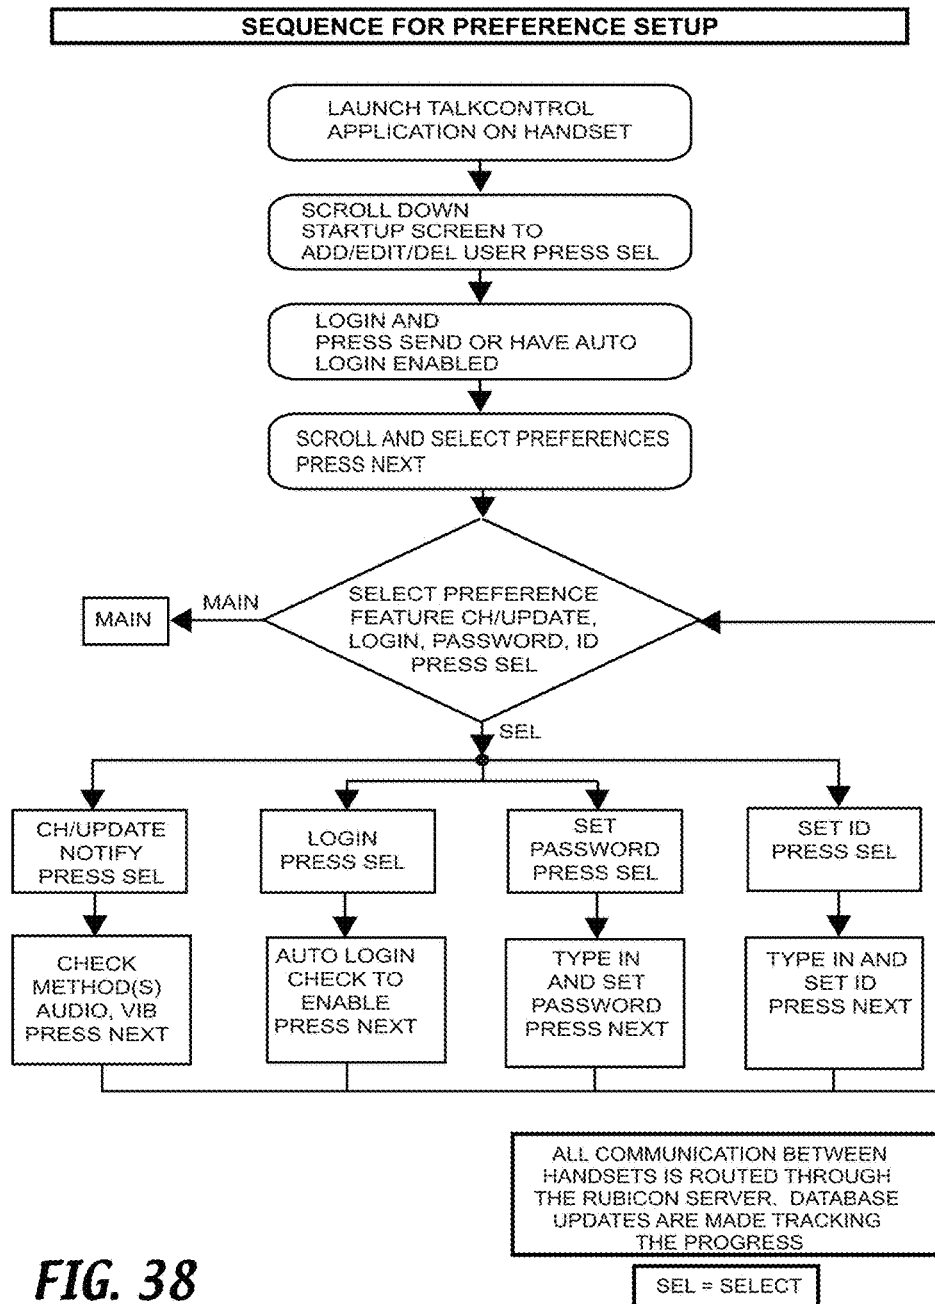 SEQUENCE FOR PREFERENCE SETUP
LAUNCH TALKCONTROL
APPLICATION ON HANDSET
SCROLL DOWN
STARTUP SCREEN TO
ADD/EDIT/DEL USER PRESS SEL
LOGIN AND
PRESS SEND OR HAVE AUTO
LOGIN ENABLED
SCROLL AND SELECT PREFERENCES
PRESS NEXT
SELECT PREFERENCE
FEATURE CH/UPDATE,
LOGIN, PASSWORD, ID
PRESS SEL
MAIN
MAIN
SEL
CH/UPDATE
NOTIFY
PRESS SEL
LOGIN
PRESS SEL
SET
PASSWORD
PRESS SEL
SET ID
PRESS SEL
CHECK
METHOD(S)
AUDIO, VIB
PRESS NEXT
AUTO LOGIN
CHECK TO
ENABLE
PRESS NEXT
TYPE IN
AND SET
PASSWORD
PRESS NEXT
TYPE IN AND
SET ID
PRESS NEXT
ALL COMMUNICATION BETWEEN
HANDSETS IS ROUTED THROUGH
THE RUBICON SERVER. DATABASE
UPDATES ARE MADE TRACKING
THE PROGRESS
SEL = SELECT
FIG. 38